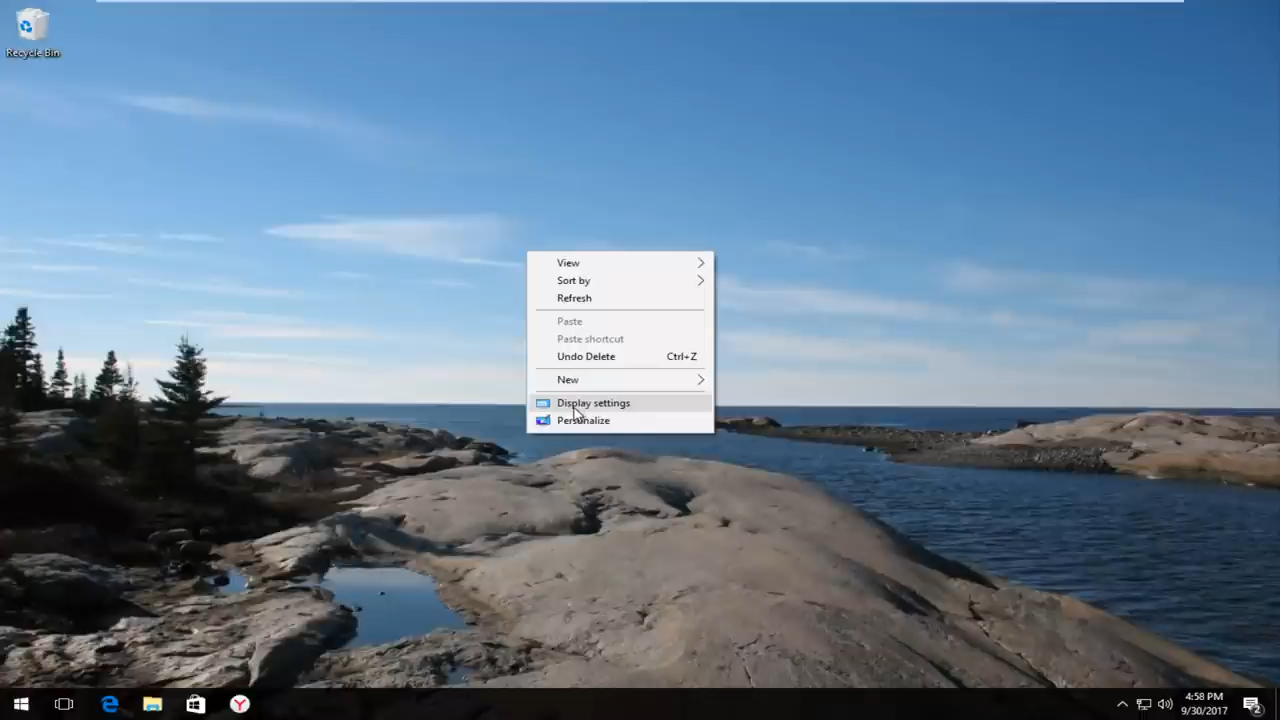 Recycle Bin
View
Sort by
Refresh
Paste
Paste shortcut
Undo Delete Ctrl+Z
New
Display settings
Personalize
4:58 PM
9/30/2017
2